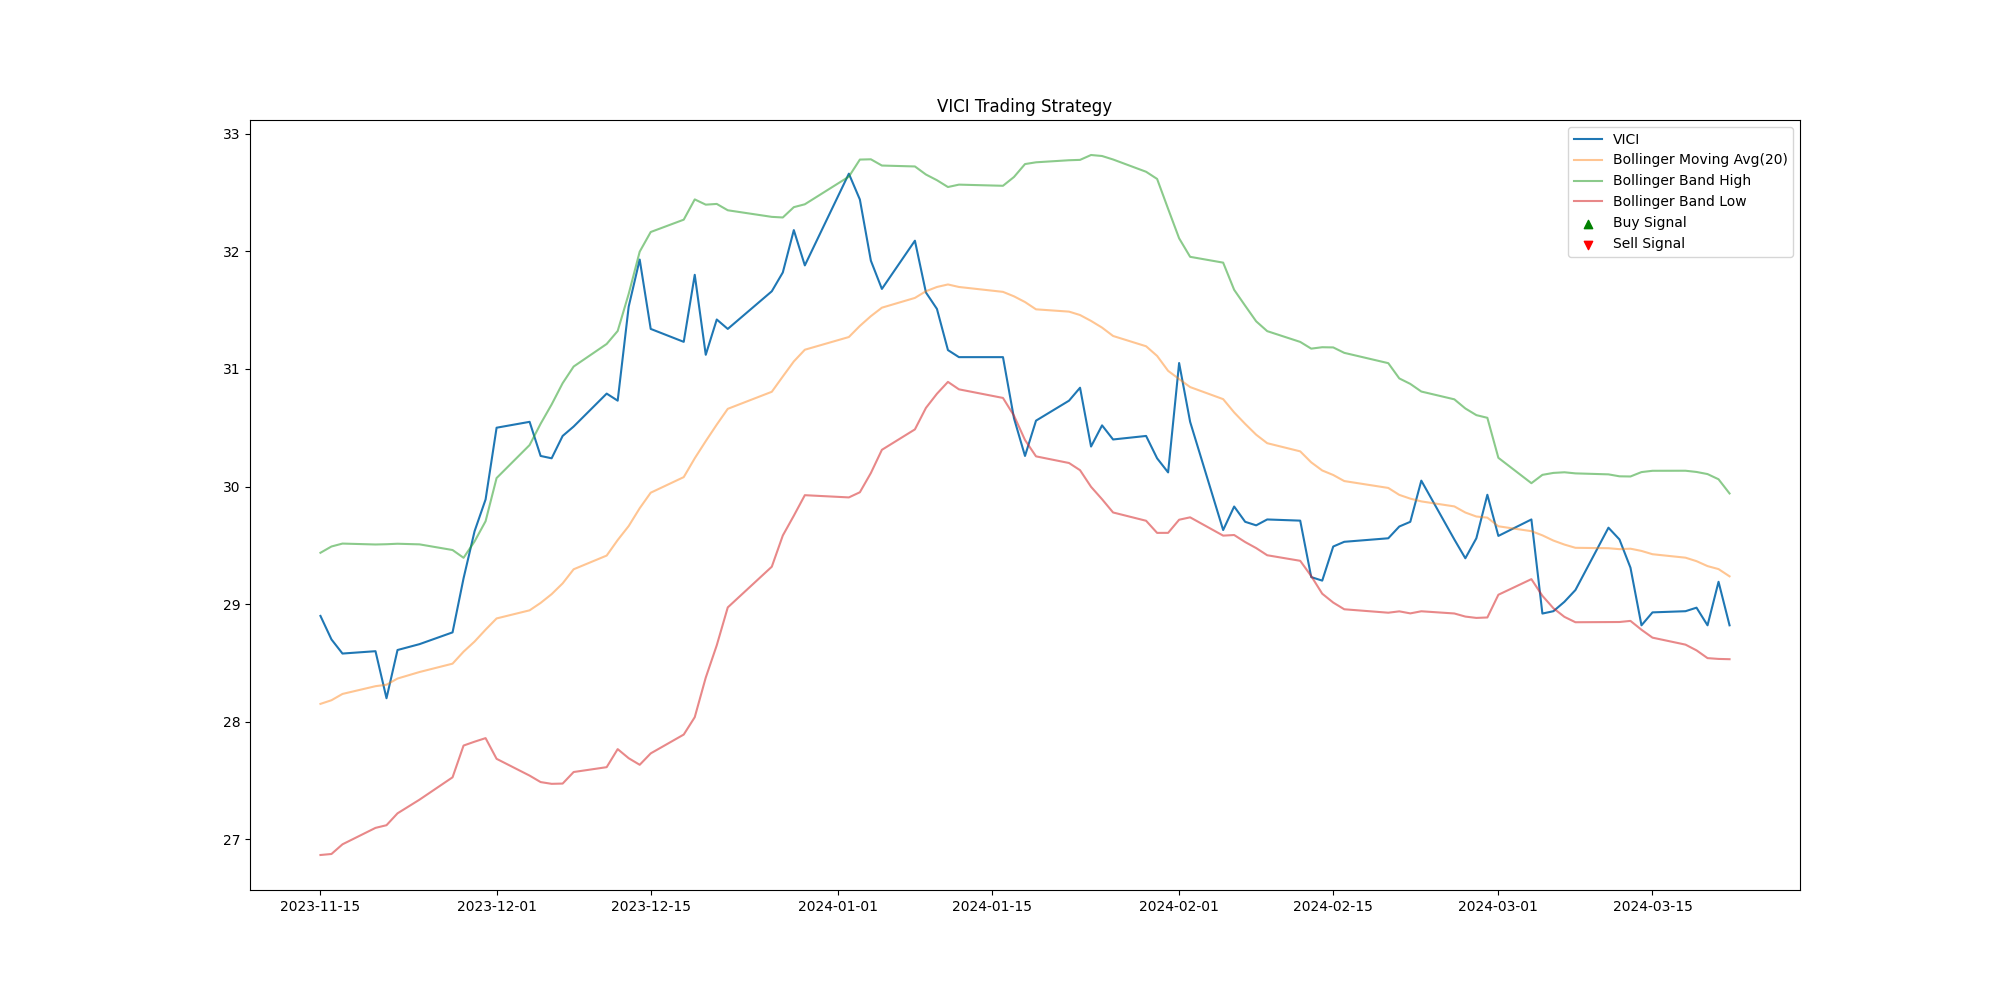 VICI Trading Strategy
33
32
31
30
29
28
27
VICI
Bollinger Moving Avg(20)
Bollinger Band High
Bollinger Band Low
Buy Signal
Sell Signal
2023-11-15 2023-12-01 2023-12-15 2024-01-01 2024-01-15 2024-02-01 2024-02-15 2024-03-01 2024-03-15